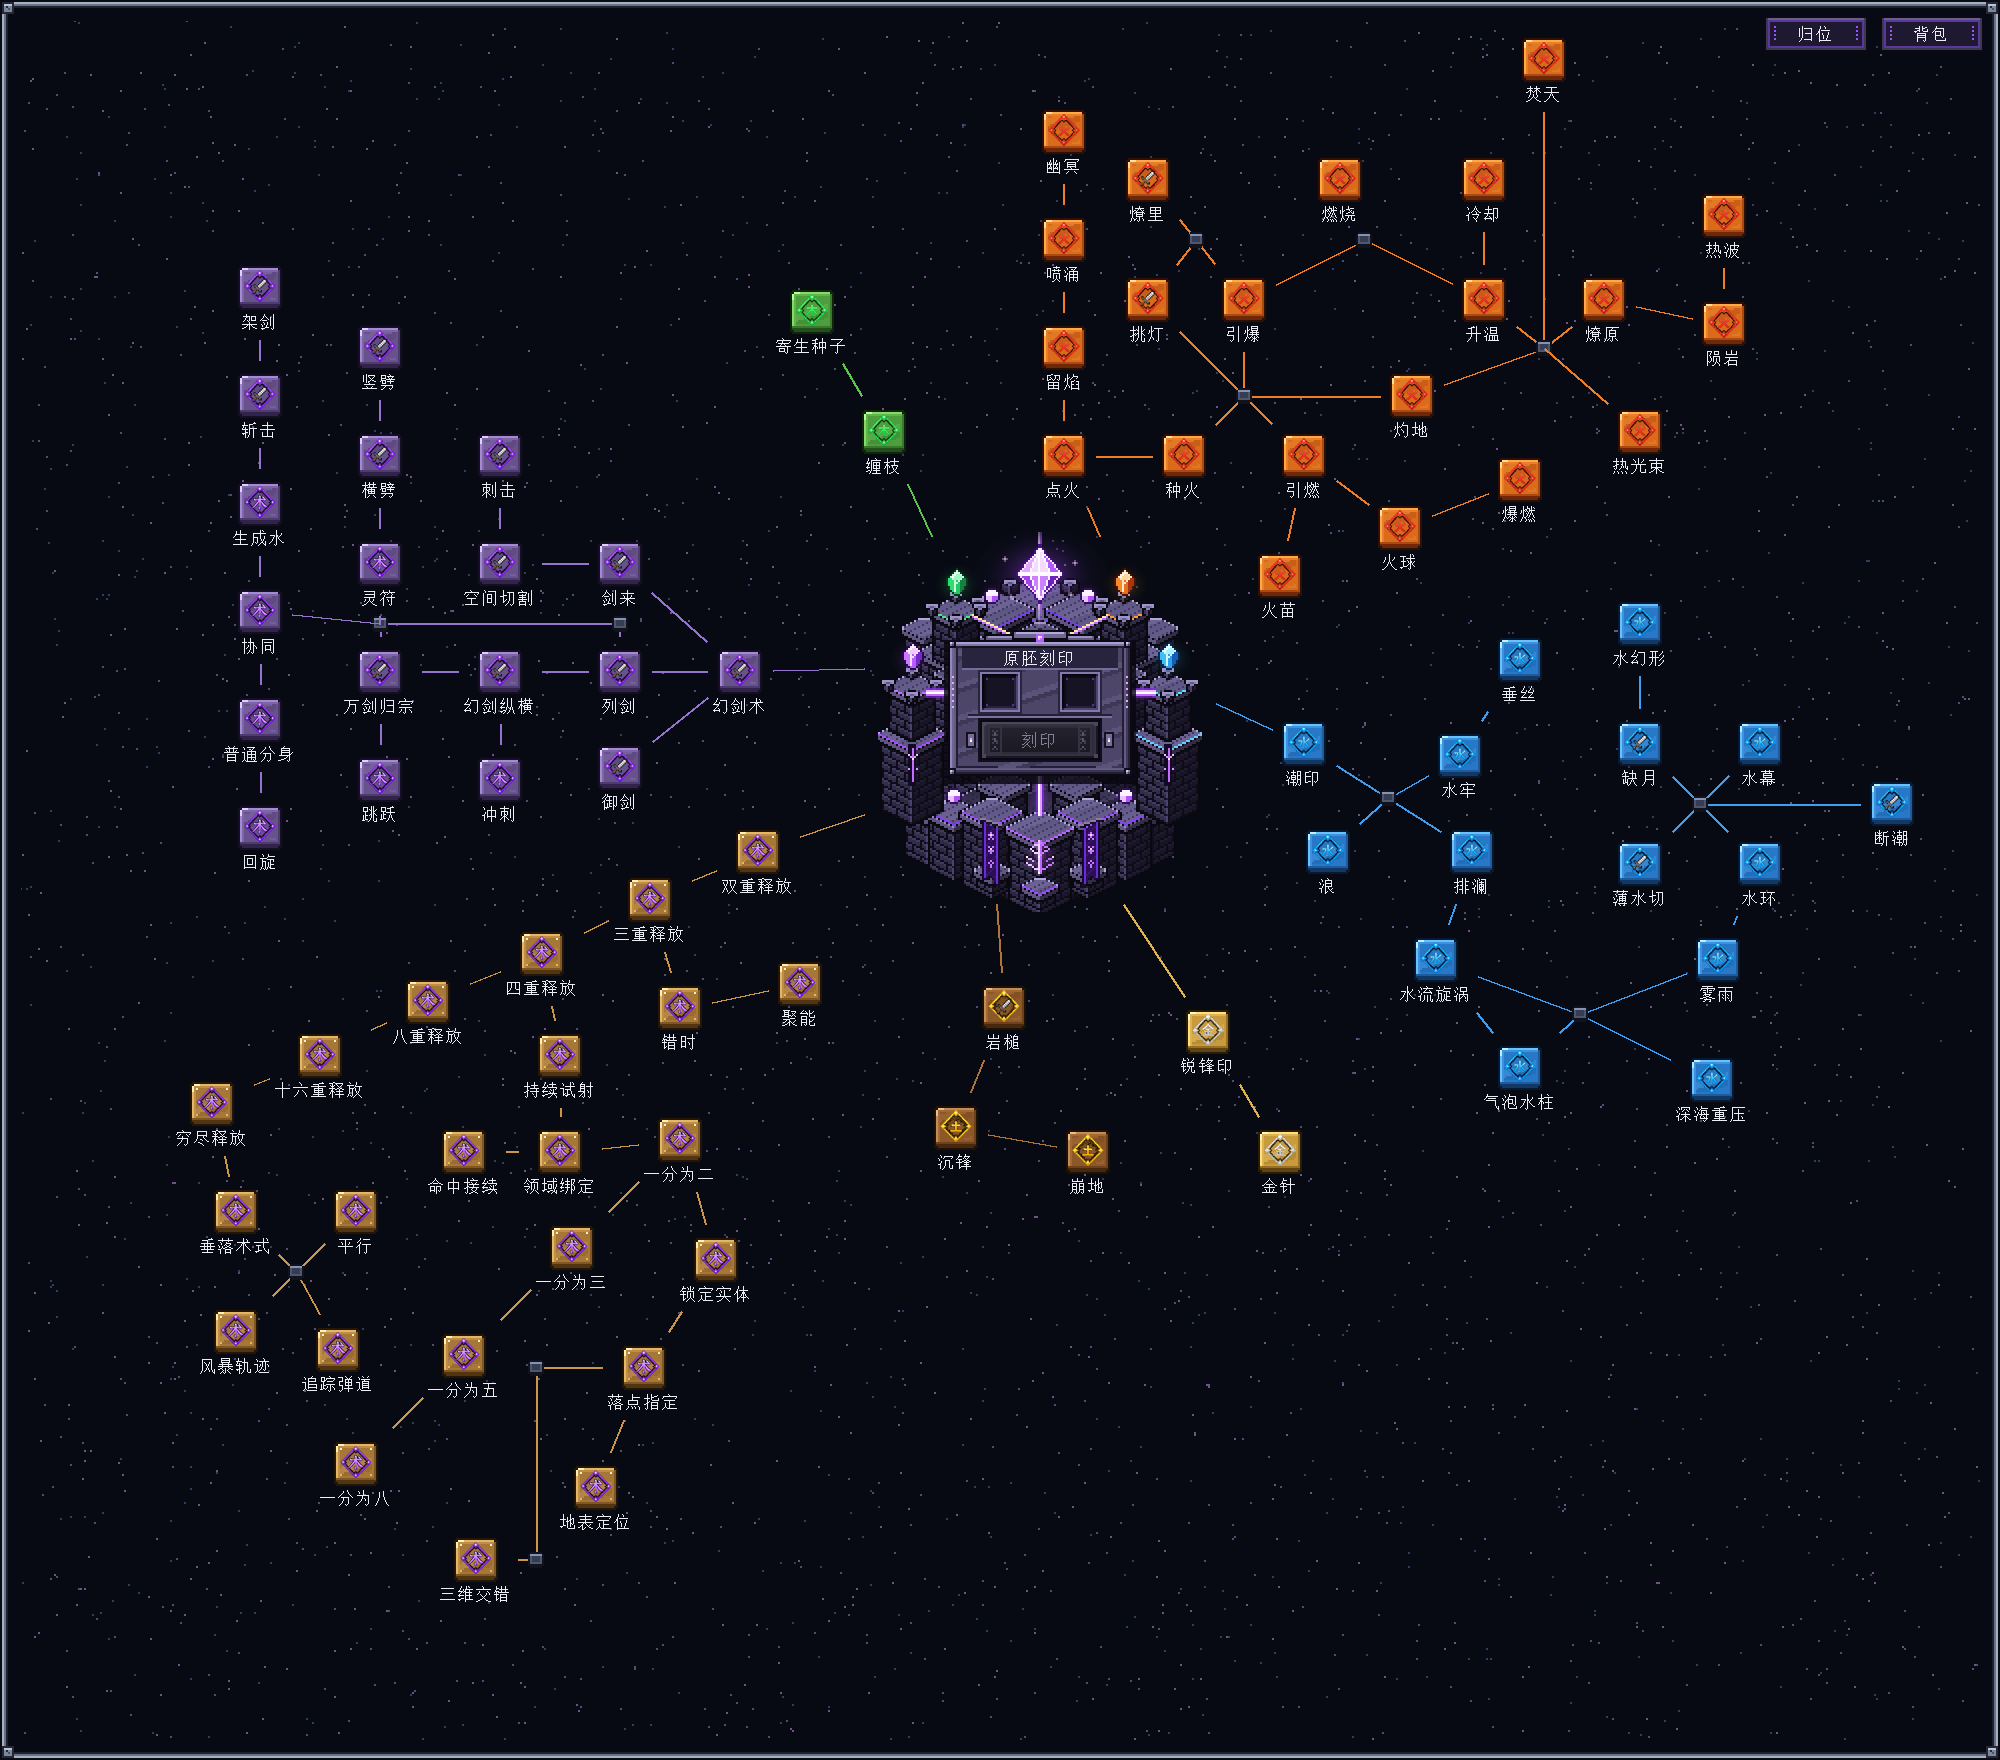 归位
背包
焚天
幽冥
燎里
燃烧
冷却
热波
喷涌
架剑
挑灯
引爆
升温
燎原
寄生种子
陨岩
竖劈
留焰
斩击
灼地
缠枝
热光束
横劈
刺击
点火
种火
引燃
爆燃
生成水
火球
灵符
空间切割
剑来
火苗
协同
原胚刻印
水幻形
垂丝
万剑归宗
幻剑纵横
列剑
幻剑术
刻印
普通分身
潮印
水牢
缺月
水幕
跳跃
冲刺
御剑
断潮
回旋
双重释放
浪
排澜
薄水切
水环
三重释放
四重释放
水流旋涡
雾雨
聚能
八重释放
错时
岩槌
锐锋印
十六重释放
持续试射
气泡水柱
深海重压
穷尽释放
命中接续
领域绑定
一分为二
沉锋
崩地
金针
垂落术式
平行
一分为三
锁定实体
风暴轨迹
追踪弹道
一分为五
落点指定
一分为八
地表定位
三维交错